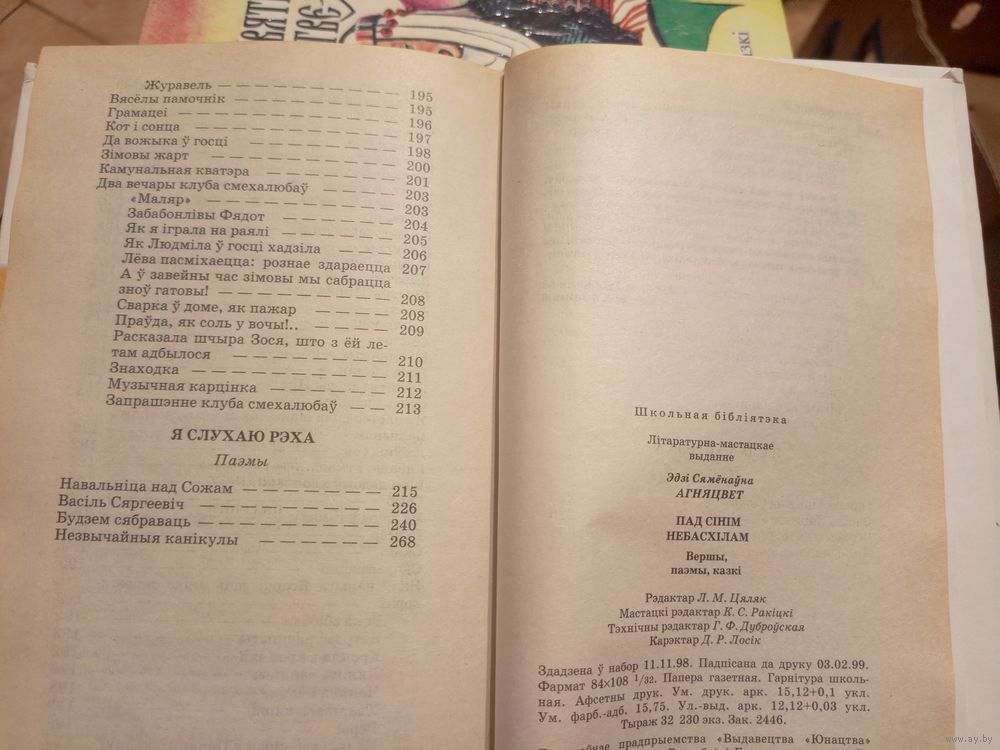 казкі
Журавель — — — — — — — — 195
Вясёлы памочнік — — — — — — — 195
Грамацеі — — — — — — — — — 196
Кот і сонца — — — — — — — — 197
Да вожыка ў госці — — — — — — 198
Зімовы жарт — — — — — — — — 200
Камунальная кватэра — — — — — — 201
Два вечары клуба смехалюбаў — — — 203
«Маляр» — — — — — — — — 203
Забабонлівы Фядот — — — — — 204
Як я іграла на раялі — — — — — 205
Як Людміла ў госці хадзіла — — — 206
Лёва пасміхаецца: рознае здараецца 207
А ў завейны час зімовы мы сабрацца
зноў гатовы! — — — — — — — 208
Сварка ў доме, як пажар — — — — 208
Праўда, як соль у вочы!.. — — — — 209
Расказала шчыра Зося, што з ёй ле-
там адбылося — — — — — — — 210
Знаходка — — — — — — — — 211
Музычная карцінка — — — — — — 212
Запрашэнне клуба смехалюбаў — — 213
Я СЛУХАЮ РЭХА
Паэмы
Навальніца над Сожам — — — — — 215
Васіль Сяргеевіч — — — — — — — 226
Будзем сябраваць — — — — — — — 240
Незвычайныя канікулы — — — — — 268
Школьная бібліятэка
Літаратурна-мастацкае
выданне
Эдзі Сямёнаўна
АГНЯЦВЕТ
ПАД СІНІМ
НЕБАСХІЛАМ
Вершы,
паэмы, казкі
Рэдактар Л. М. Цяляк
Мастацкі рэдактар К. С. Ракіцкі
Тэхнічны рэдактар Г. Ф. Дуброўская
Карэктар Д. Р. Лосік
Здадзена ў набор 11.11.98. Падпісана да друку 03.02.99.
Фармат 84×108 1/32. Папера газетная. Гарнітура школь-
ная. Афсетны друк. Ум. друк. арк. 15,12+0,1 укл.
Ум. фарб.-адб. 15,75. Ул.-выд. арк. 12,12+0,03 укл.
Тыраж 32 230 экз. Зак. 2446.
прадпрыемства «Выдавецтва «Юнацтва»
www.ay.by